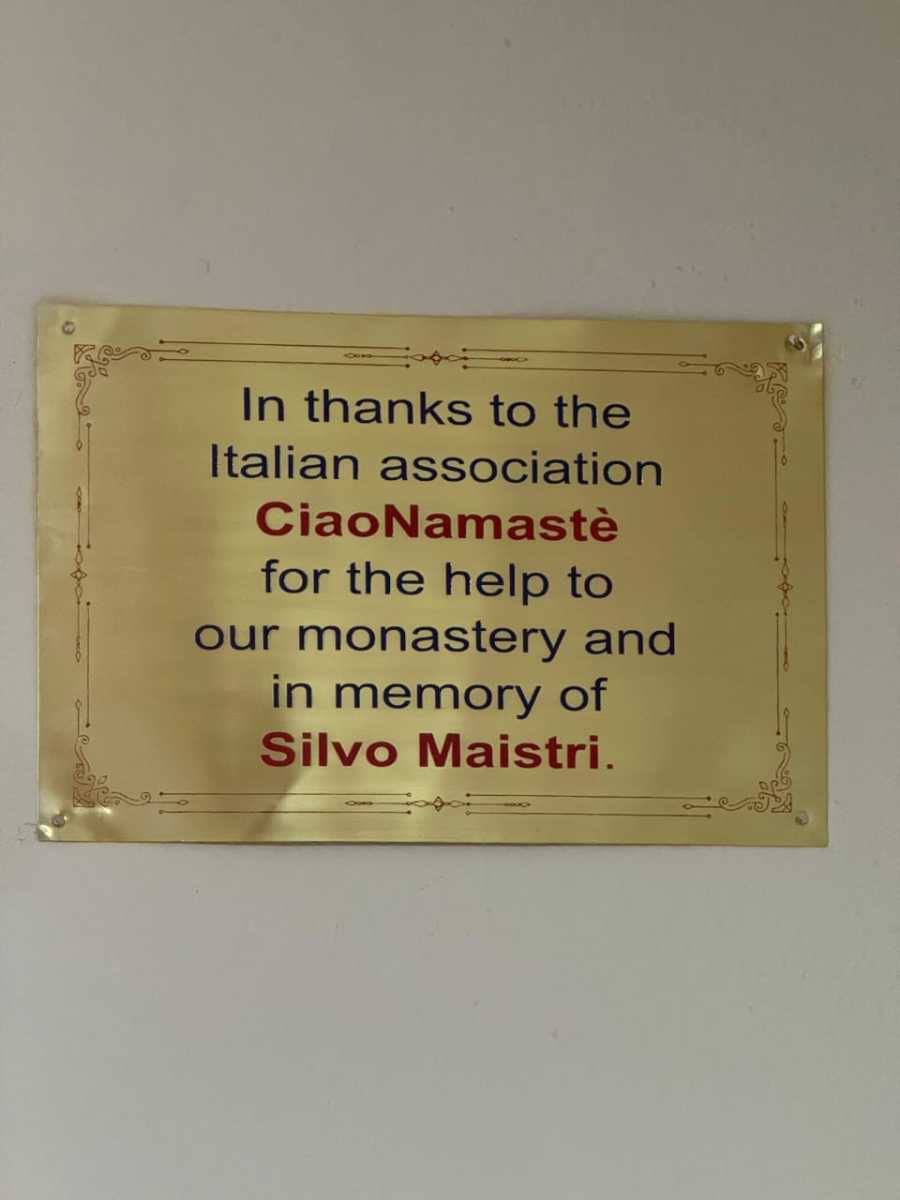 In thanks to the
Italian association
CiaoNamastè
for the help to
our monastery and
in memory of
Silvo Maistri.